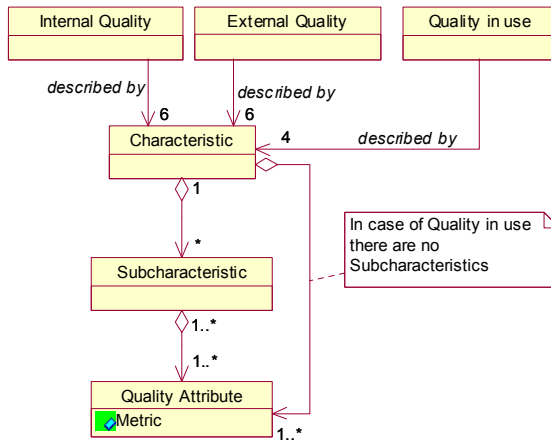 Internal Quality
External Quality
Quality in use
described by
described by
6
6
4
described by
Characteristic
1
In case of Quality in use
there are no
Subcharacteristics
*
Subcharacteristic
1..*
1..*
Quality Attribute
Metric
1..*